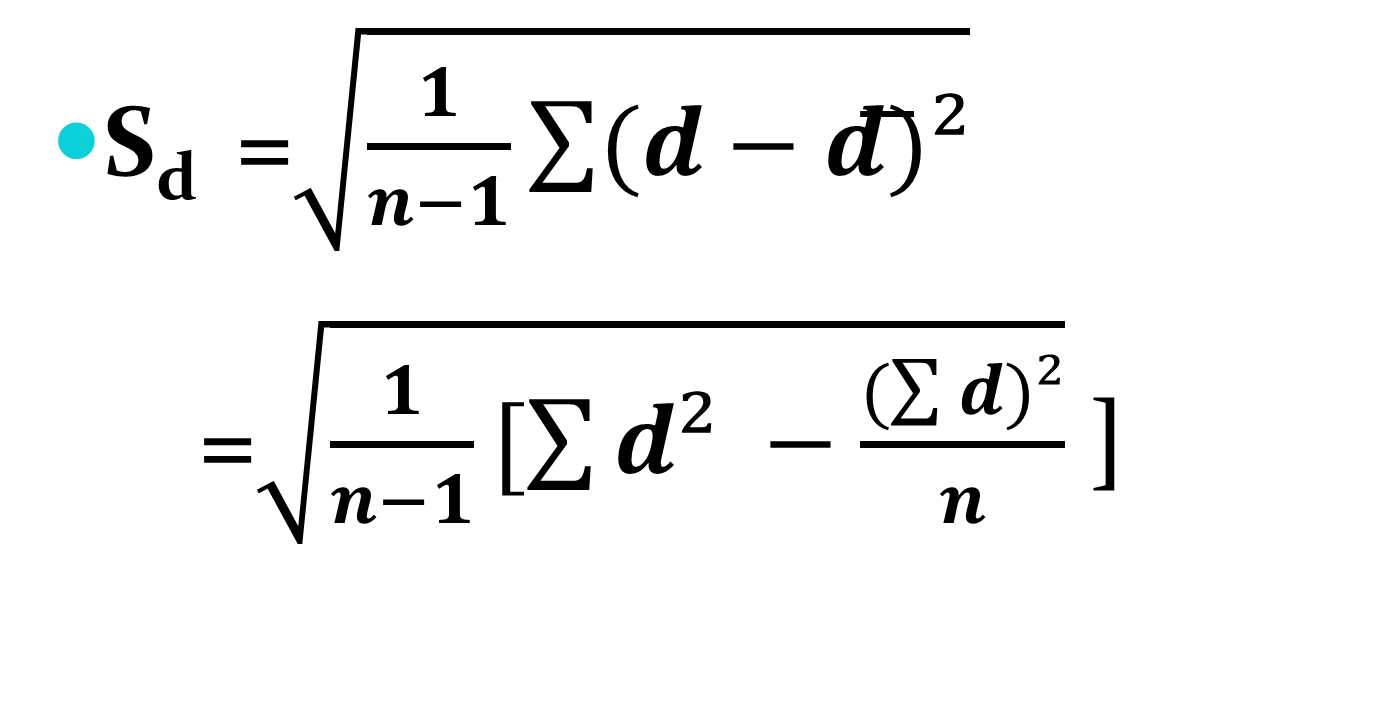 • S_d = √(1/(n−1) ∑(d − d̅)²)
= √(1/(n−1) [∑ d² − (∑ d)²/n ])